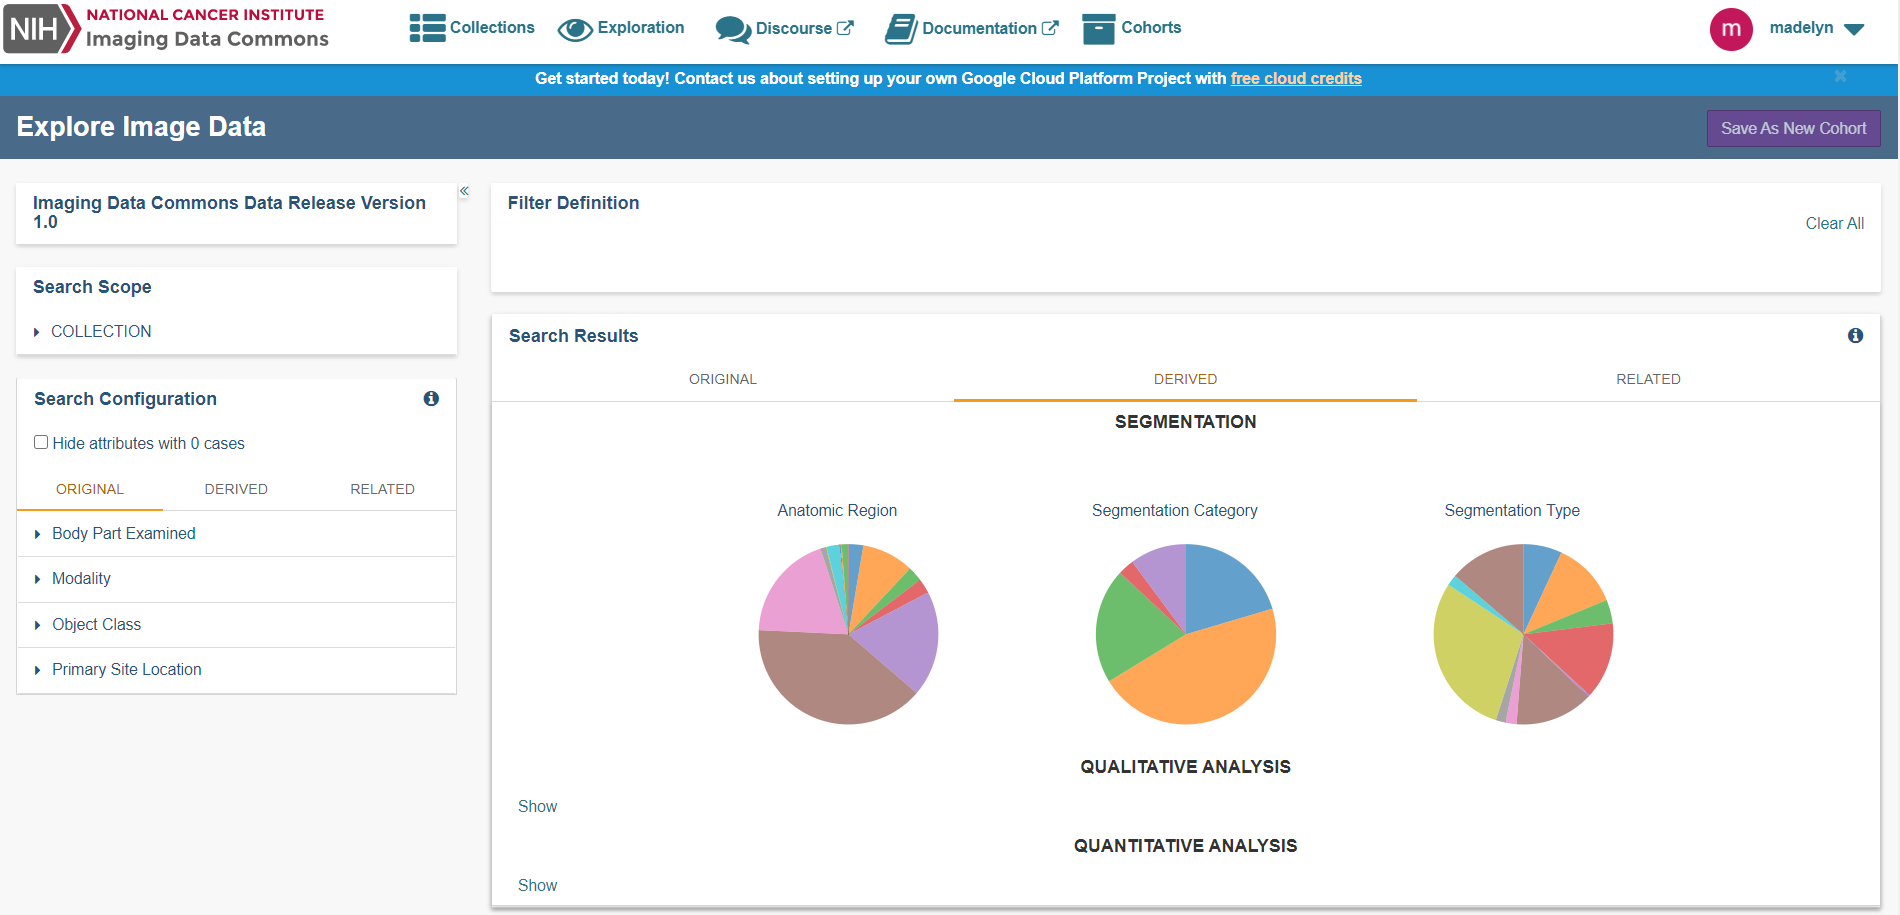 NIH NATIONAL CANCER INSTITUTE
Imaging Data Commons
Collections Exploration Discourse Documentation Cohorts
m madelyn
Get started today! Contact us about setting up your own Google Cloud Platform Project with free cloud credits
Explore Image Data
Save As New Cohort
Imaging Data Commons Data Release Version
1.0
Search Scope
COLLECTION
Search Configuration
Hide attributes with 0 cases
ORIGINAL DERIVED RELATED
Body Part Examined
Modality
Object Class
Primary Site Location
Filter Definition
Clear All
Search Results
ORIGINAL DERIVED RELATED
SEGMENTATION
Anatomic Region Segmentation Category Segmentation Type
QUALITATIVE ANALYSIS
Show
QUANTITATIVE ANALYSIS
Show